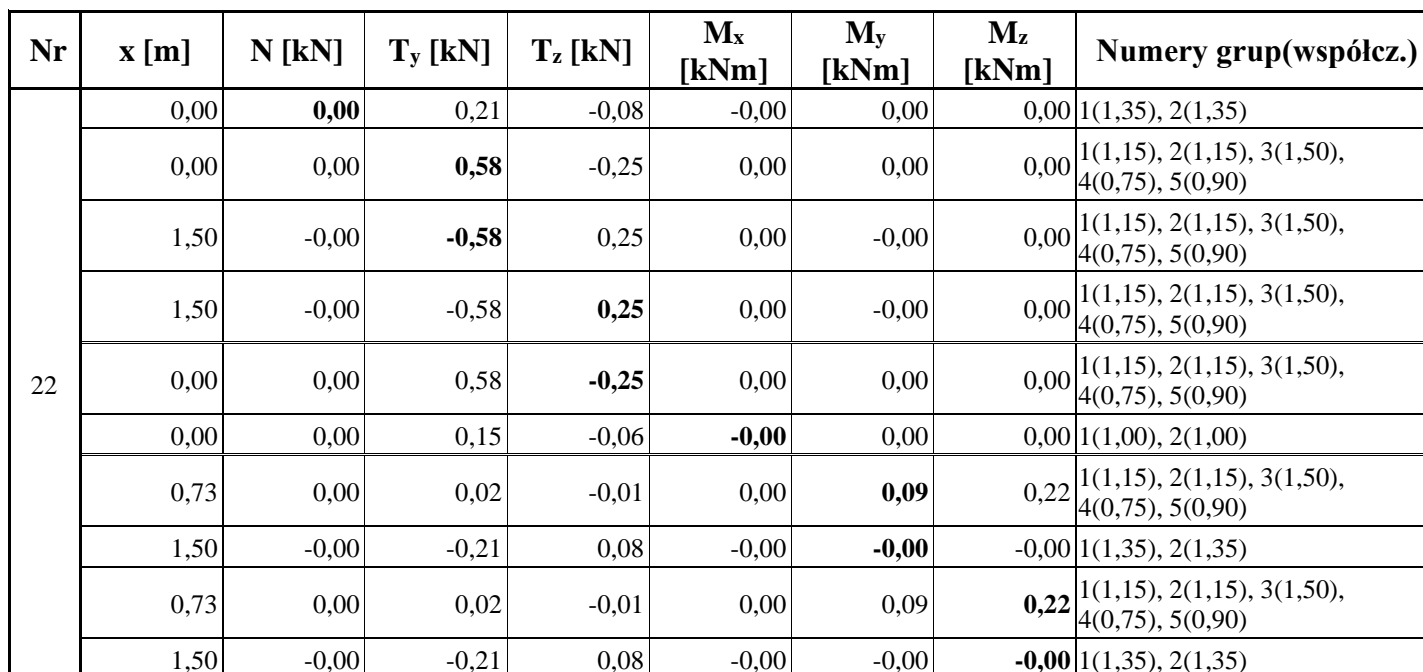 Nr x [m] N [kN] Ty [kN] Tz [kN] Mx [kNm] My [kNm] Mz [kNm] Numery grup(współcz.)
0,00 0,00 0,21 -0,08 -0,00 0,00 0,00 1(1,35), 2(1,35)
0,00 0,00 0,58 -0,25 0,00 0,00 0,00 1(1,15), 2(1,15), 3(1,50),
4(0,75), 5(0,90)
1,50 -0,00 -0,58 0,25 0,00 -0,00 0,00 1(1,15), 2(1,15), 3(1,50),
4(0,75), 5(0,90)
1,50 -0,00 -0,58 0,25 0,00 -0,00 0,00 1(1,15), 2(1,15), 3(1,50),
4(0,75), 5(0,90)
22 0,00 0,00 0,58 -0,25 0,00 0,00 0,00 1(1,15), 2(1,15), 3(1,50),
4(0,75), 5(0,90)
0,00 0,00 0,15 -0,06 -0,00 0,00 0,00 1(1,00), 2(1,00)
0,73 0,00 0,02 -0,01 0,00 0,09 0,22 1(1,15), 2(1,15), 3(1,50),
4(0,75), 5(0,90)
1,50 -0,00 -0,21 0,08 -0,00 -0,00 -0,00 1(1,35), 2(1,35)
0,73 0,00 0,02 -0,01 0,00 0,09 0,22 1(1,15), 2(1,15), 3(1,50),
4(0,75), 5(0,90)
1,50 -0,00 -0,21 0,08 -0,00 -0,00 -0,00 1(1,35), 2(1,35)